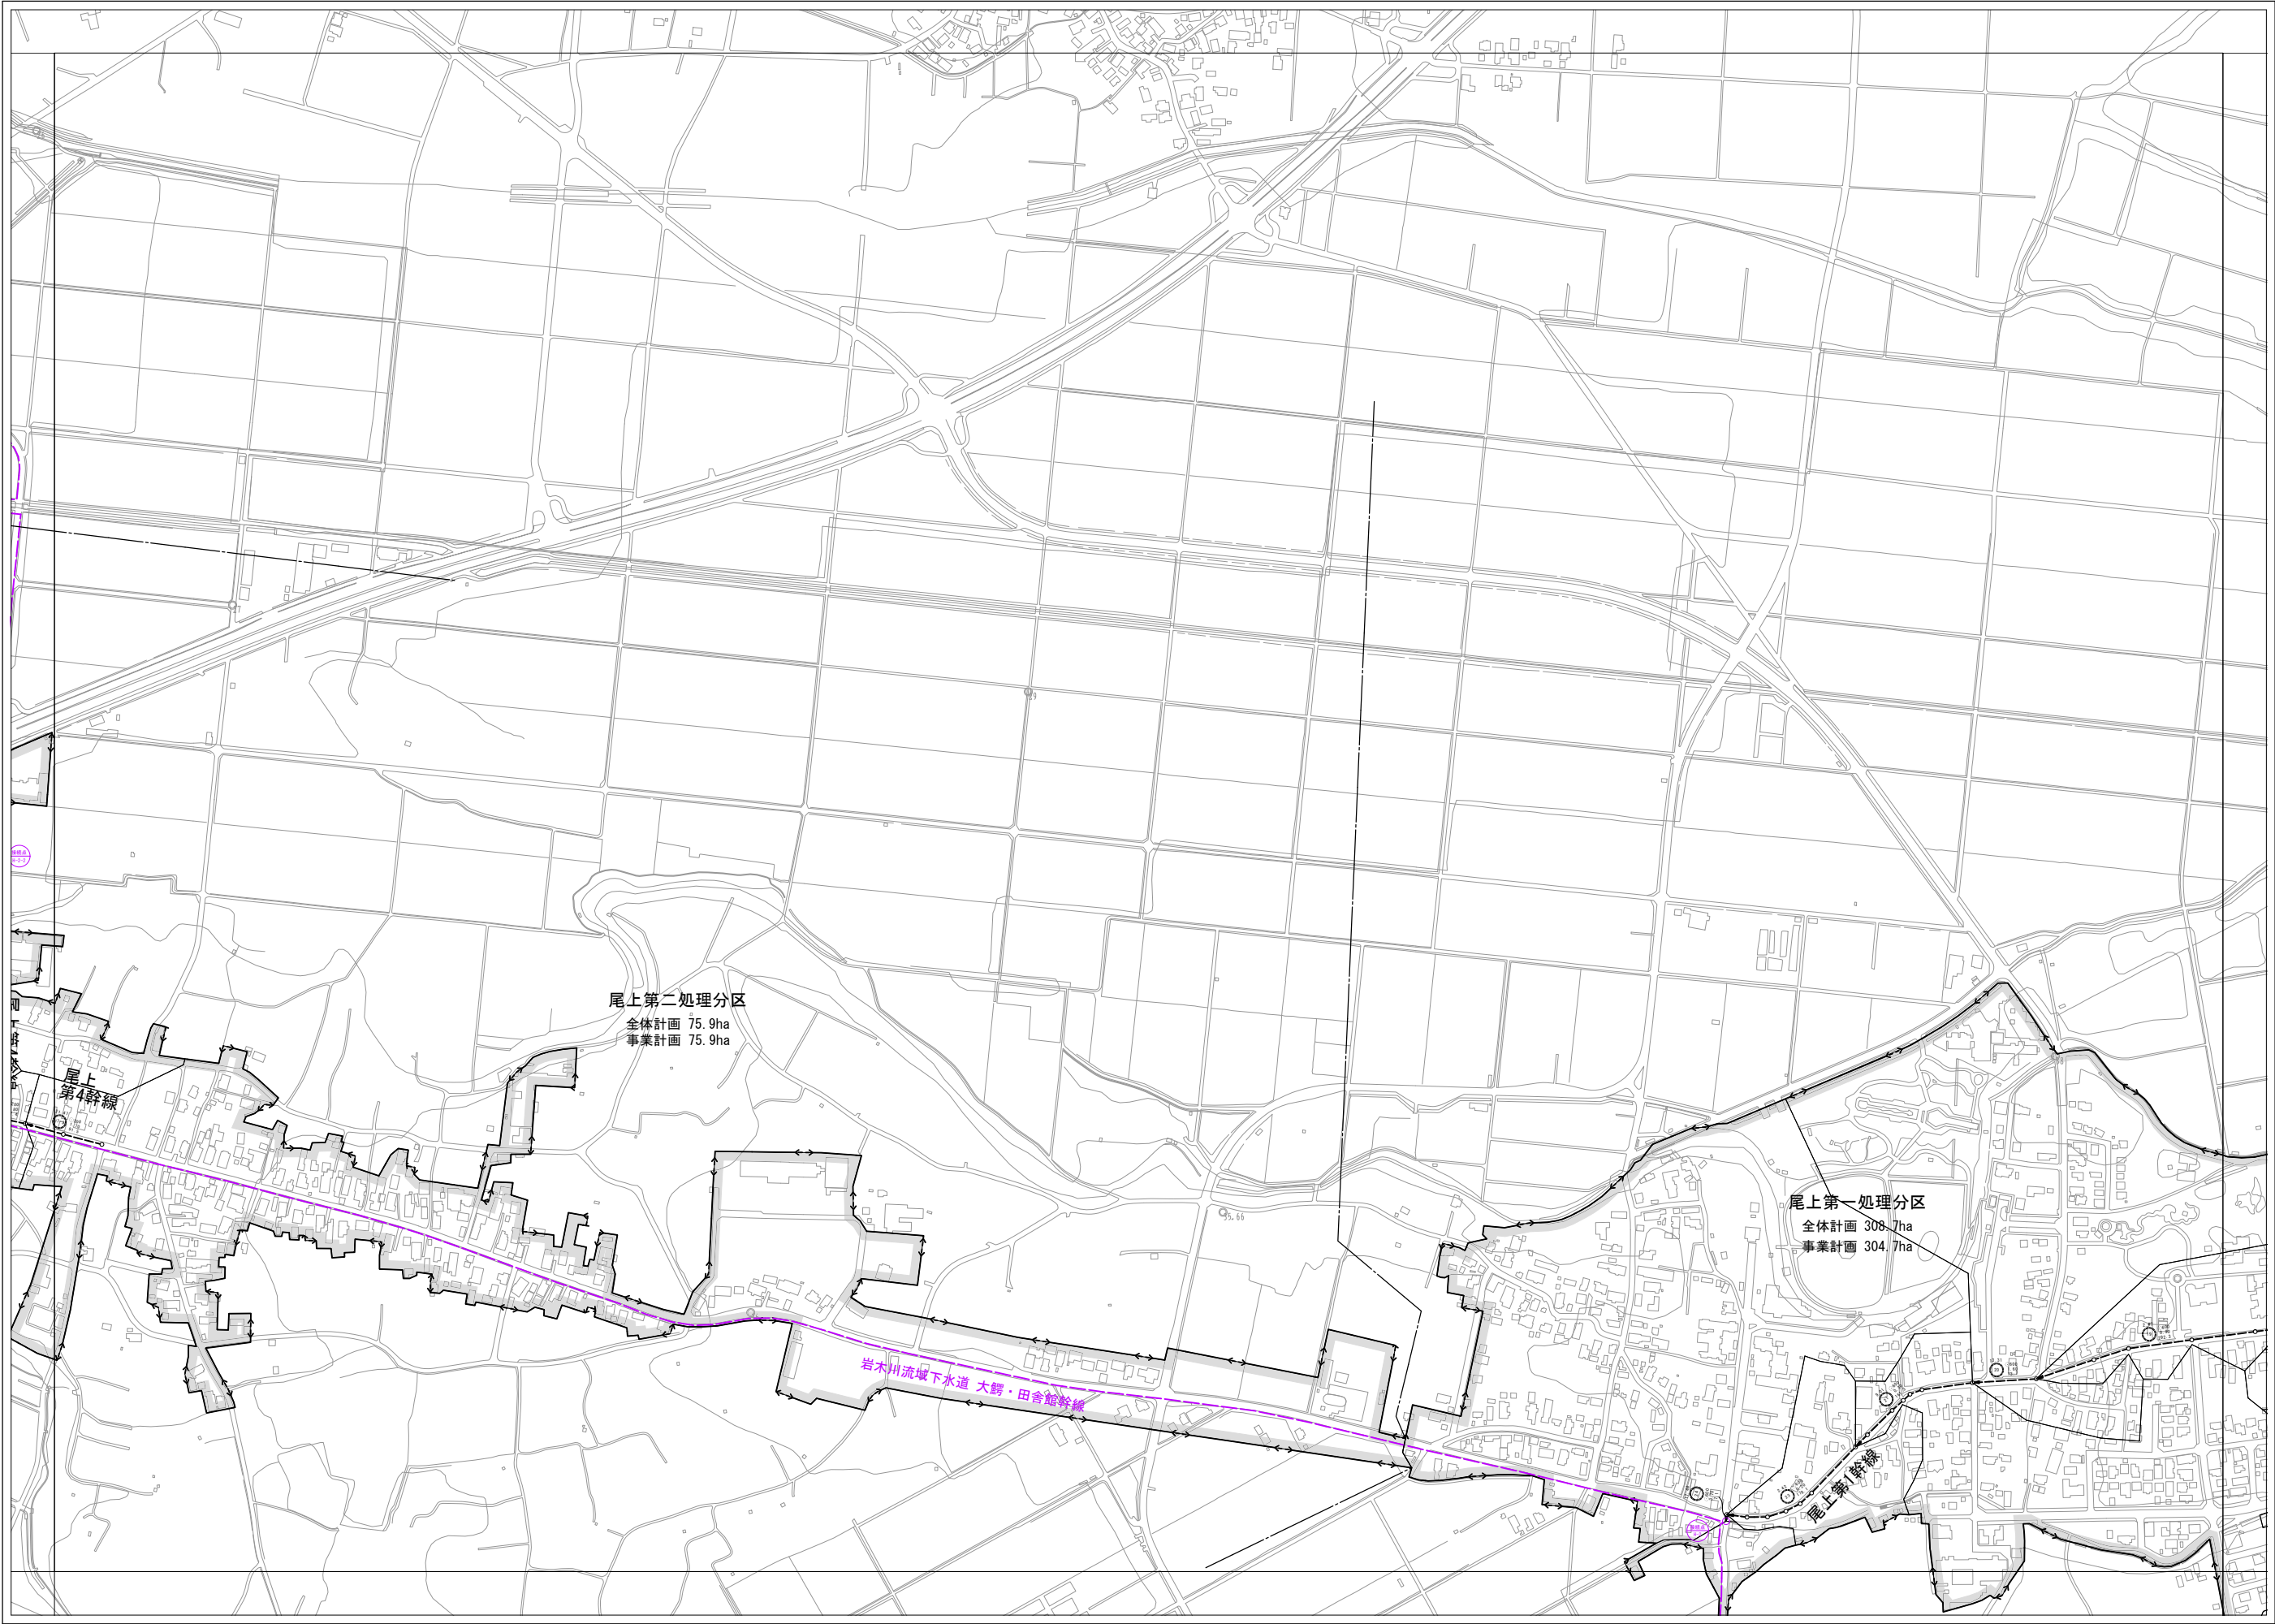 尾上第二処理分区
全体計画 75.9ha
事業計画 75.9ha
尾上
第4幹線
尾上第一処理分区
全体計画 308.7ha
事業計画 304.7ha
35.66
岩木川流域下水道 大鰐・田舎館幹線
尾上第1幹線